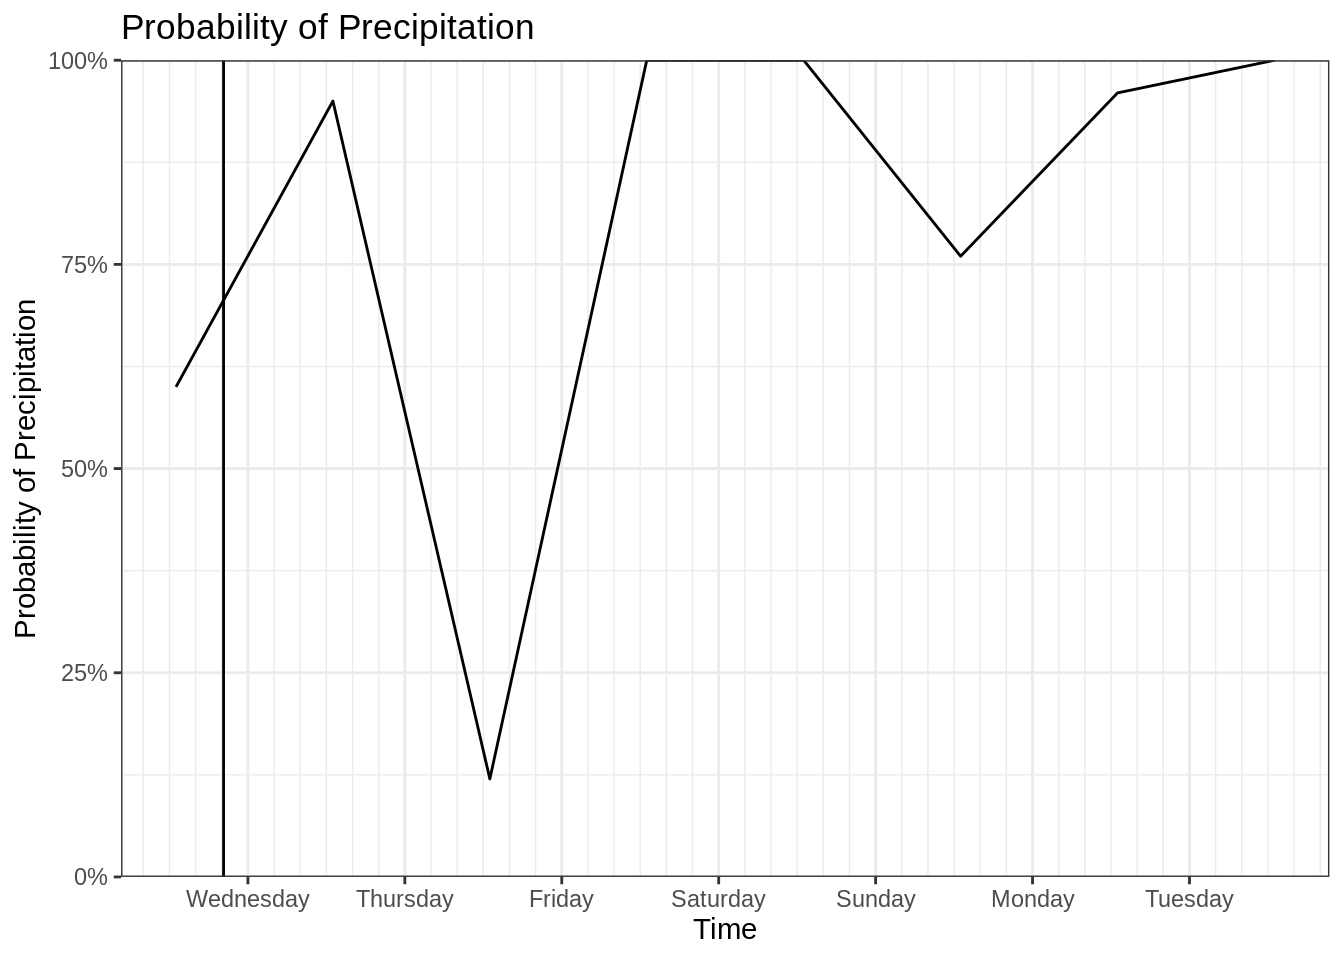 Probability of Precipitation
Probability of Precipitation
100%
75%
50%
25%
0%
Wednesday Thursday Friday Saturday Sunday Monday Tuesday
Time